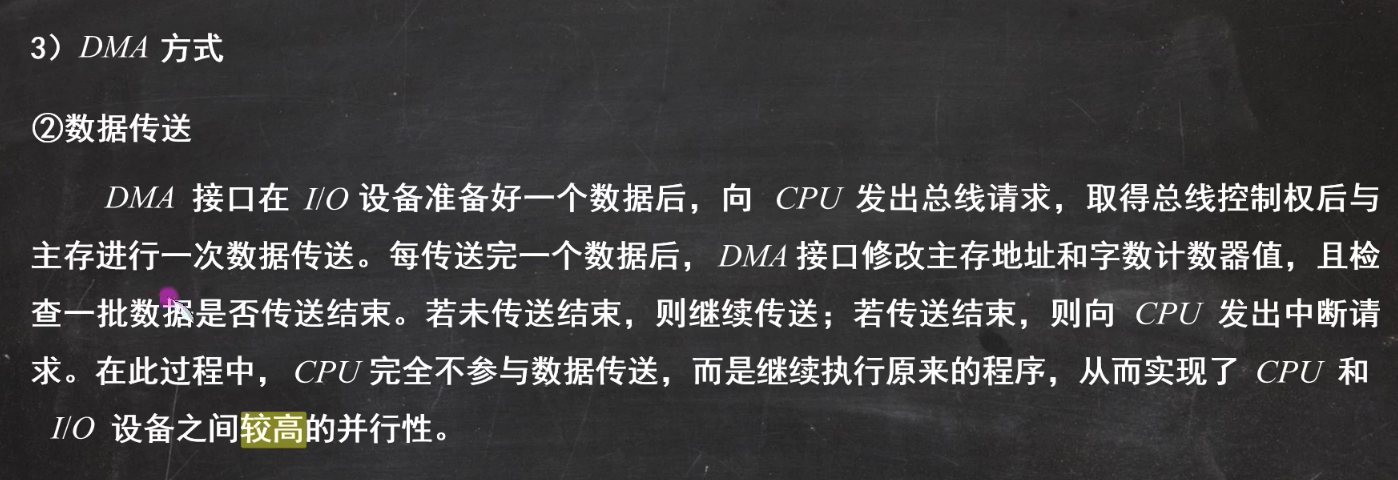 3）DMA 方式
②数据传送
DMA 接口在 I/O 设备准备好一个数据后，向 CPU 发出总线请求，取得总线控制权后与
主存进行一次数据传送。每传送完一个数据后，DMA 接口修改主存地址和字数计数器值，且检
查一批数据是否传送结束。若未传送结束，则继续传送；若传送结束，则向 CPU 发出中断请
求。在此过程中，CPU 完全不参与数据传送，而是继续执行原来的程序，从而实现了 CPU 和
I/O 设备之间较高的并行性。